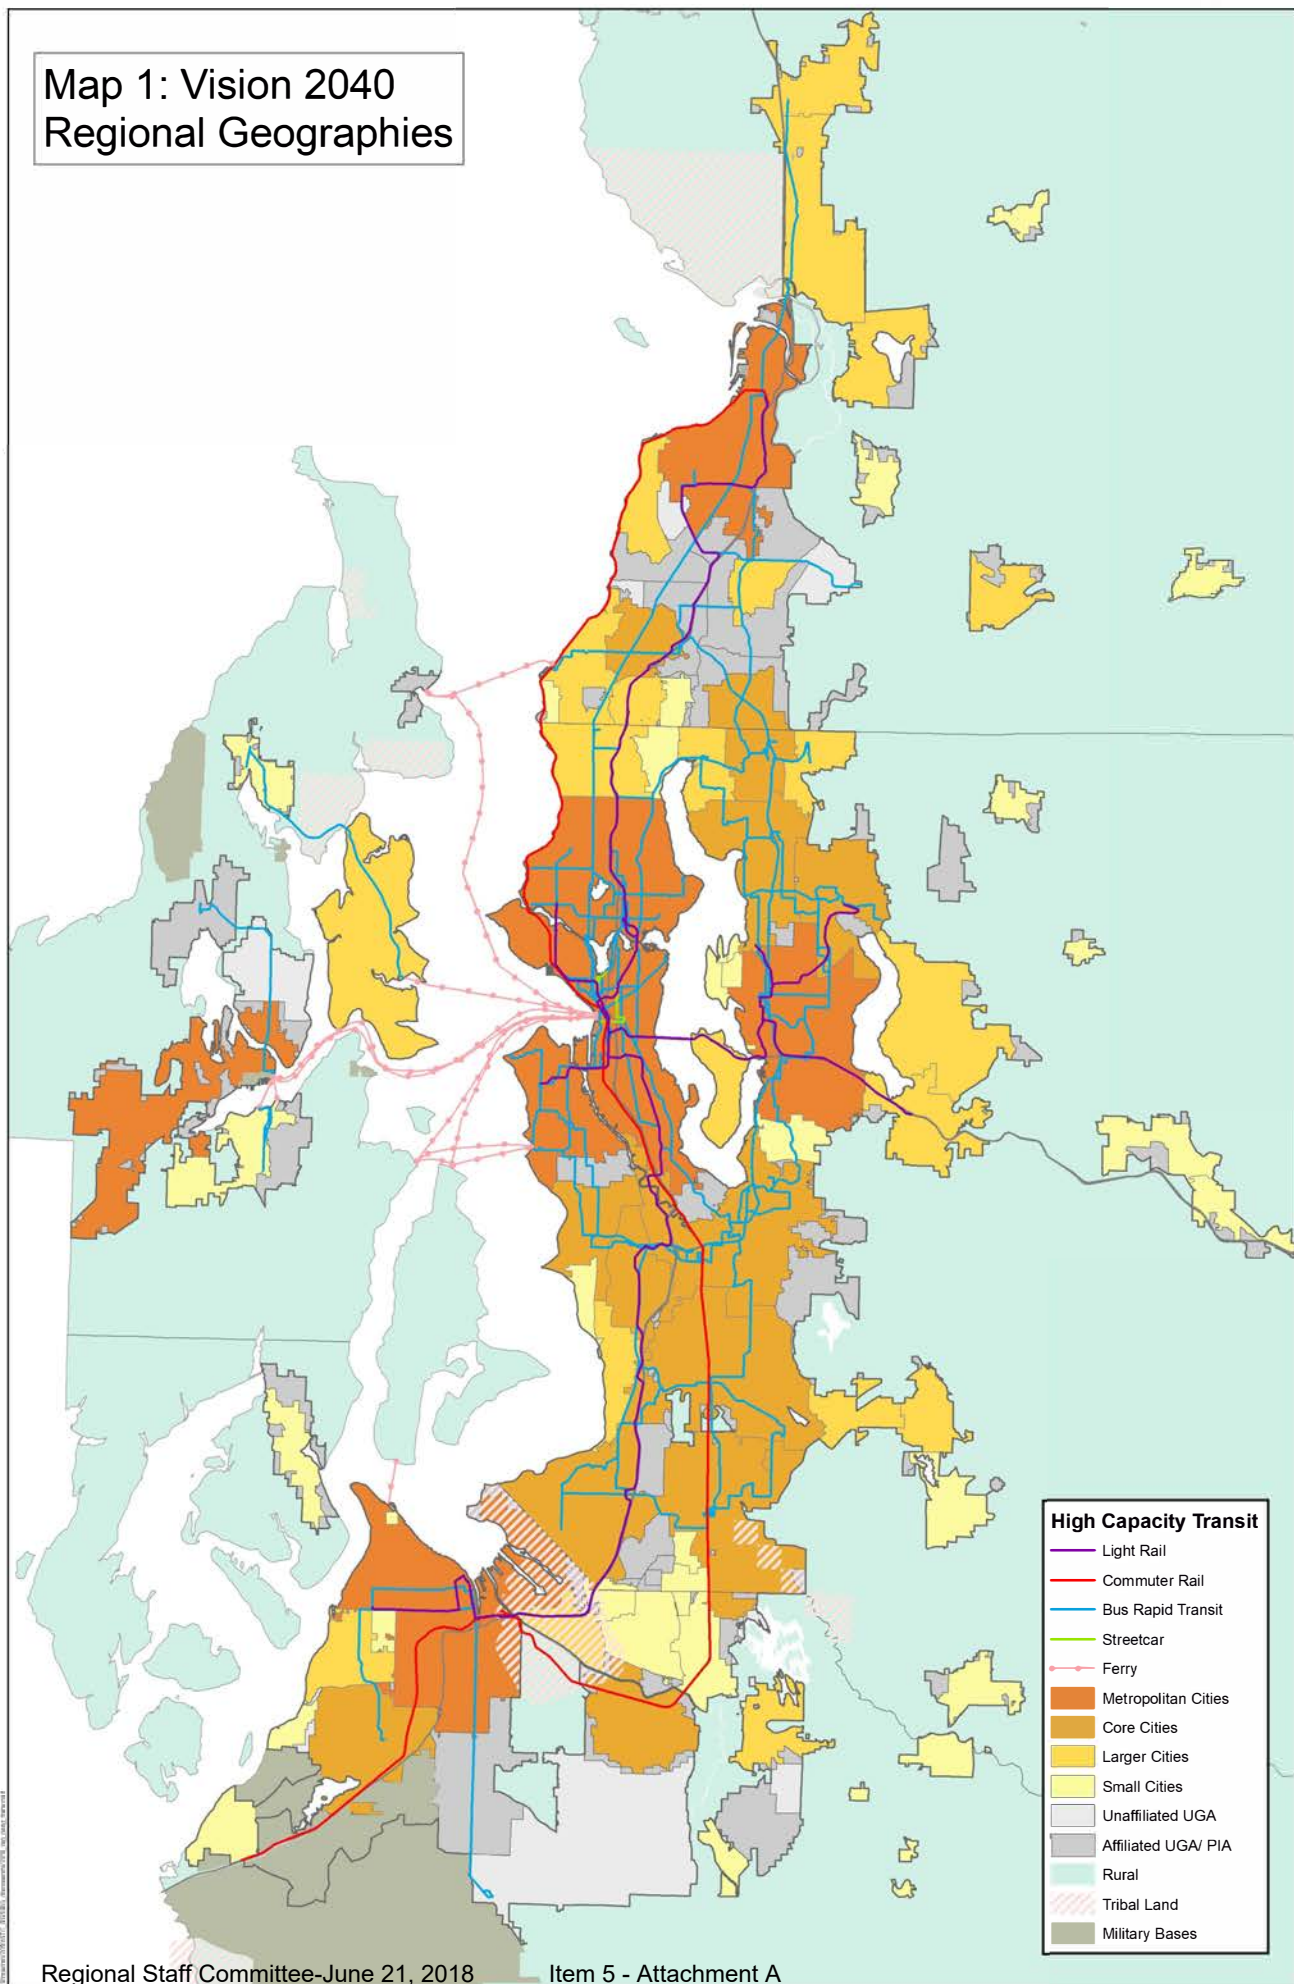 Map 1: Vision 2040
Regional Geographies
High Capacity Transit
Light Rail
Commuter Rail
Bus Rapid Transit
Streetcar
Ferry
Metropolitan Cities
Core Cities
Larger Cities
Small Cities
Unaffiliated UGA
Affiliated UGA/ PIA
Rural
Tribal Land
Military Bases
Regional Staff Committee-June 21, 2018 Item 5 - Attachment A